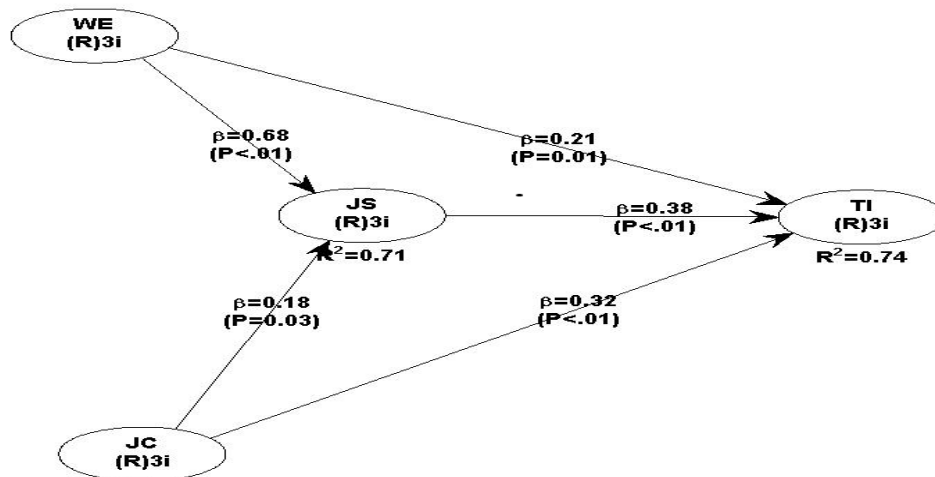 WE
(R)3i
β=0.68
(P<.01)
β=0.21
(P=0.01)
JS
(R)3i
R²=0.71
β=0.38
(P<.01)
TI
(R)3i
R²=0.74
β=0.18
(P=0.03)
β=0.32
(P<.01)
JC
(R)3i